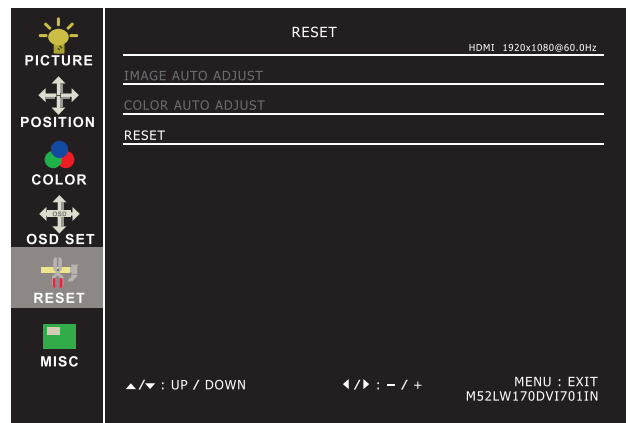 RESET
HDMI 1920x1080@60.0Hz
PICTURE
POSITION
COLOR
OSD
OSD SET
RESET
MISC
IMAGE AUTO ADJUST
COLOR AUTO ADJUST
RESET
▲/▼ : UP / DOWN
◀/▶ : – / +
MENU : EXIT
M52LW170DVI701IN